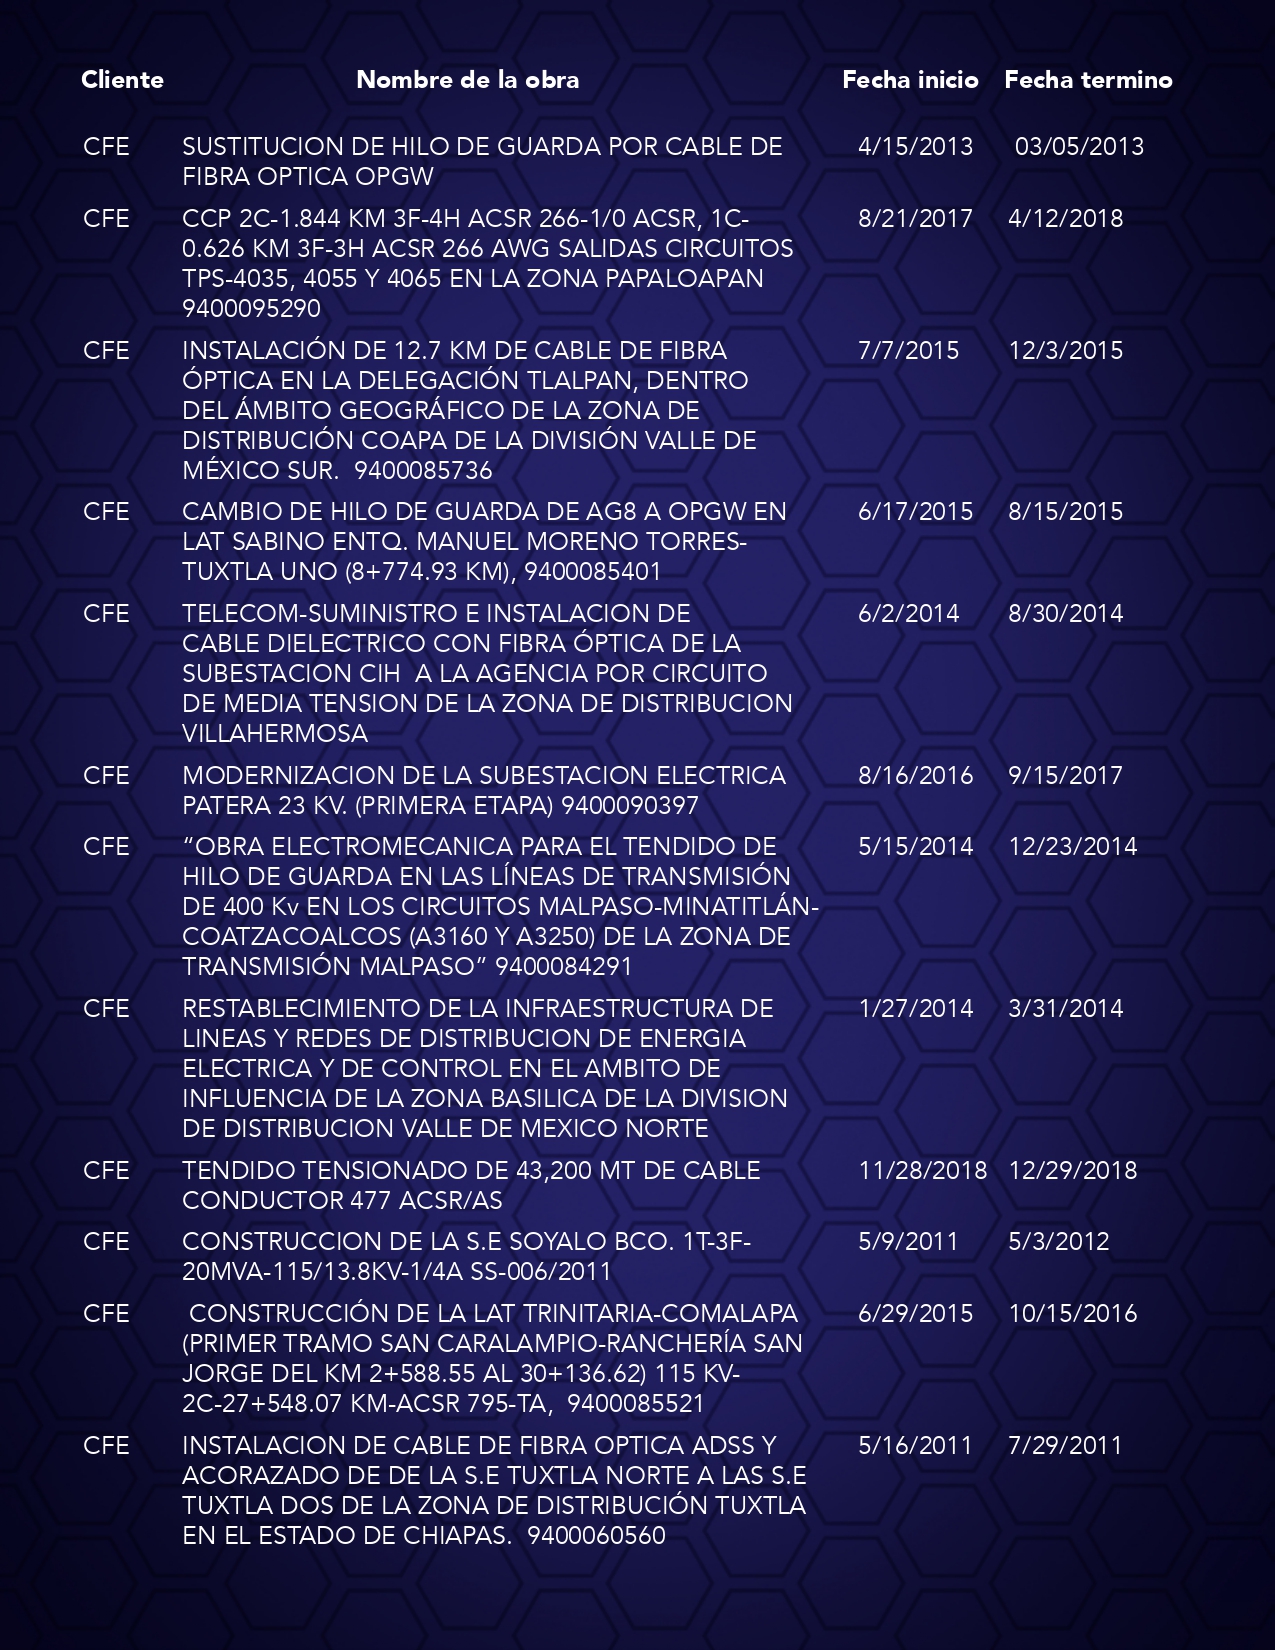 Cliente Nombre de la obra Fecha inicio Fecha termino
CFE SUSTITUCION DE HILO DE GUARDA POR CABLE DE 4/15/2013 03/05/2013
FIBRA OPTICA OPGW
CFE CCP 2C-1.844 KM 3F-4H ACSR 266-1/0 ACSR, 1C- 8/21/2017 4/12/2018
0.626 KM 3F-3H ACSR 266 AWG SALIDAS CIRCUITOS
TPS-4035, 4055 Y 4065 EN LA ZONA PAPALOAPAN
9400095290
CFE INSTALACIÓN DE 12.7 KM DE CABLE DE FIBRA 7/7/2015 12/3/2015
ÓPTICA EN LA DELEGACIÓN TLALPAN, DENTRO
DEL ÁMBITO GEOGRÁFICO DE LA ZONA DE
DISTRIBUCIÓN COAPA DE LA DIVISIÓN VALLE DE
MÉXICO SUR.  9400085736
CFE CAMBIO DE HILO DE GUARDA DE AG8 A OPGW EN 6/17/2015 8/15/2015
LAT SABINO ENTQ. MANUEL MORENO TORRES-
TUXTLA UNO (8+774.93 KM), 9400085401
CFE TELECOM-SUMINISTRO E INSTALACION DE 6/2/2014 8/30/2014
CABLE DIELECTRICO CON FIBRA ÓPTICA DE LA
SUBESTACION CIH  A LA AGENCIA POR CIRCUITO
DE MEDIA TENSION DE LA ZONA DE DISTRIBUCION
VILLAHERMOSA
CFE MODERNIZACION DE LA SUBESTACION ELECTRICA 8/16/2016 9/15/2017
PATERA 23 KV. (PRIMERA ETAPA) 9400090397
CFE “OBRA ELECTROMECANICA PARA EL TENDIDO DE 5/15/2014 12/23/2014
HILO DE GUARDA EN LAS LÍNEAS DE TRANSMISIÓN
DE 400 Kv EN LOS CIRCUITOS MALPASO-MINATITLÁN-
COATZACOALCOS (A3160 Y A3250) DE LA ZONA DE
TRANSMISIÓN MALPASO” 9400084291
CFE RESTABLECIMIENTO DE LA INFRAESTRUCTURA DE 1/27/2014 3/31/2014
LINEAS Y REDES DE DISTRIBUCION DE ENERGIA
ELECTRICA Y DE CONTROL EN EL AMBITO DE
INFLUENCIA DE LA ZONA BASILICA DE LA DIVISION
DE DISTRIBUCION VALLE DE MEXICO NORTE
CFE TENDIDO TENSIONADO DE 43,200 MT DE CABLE 11/28/2018 12/29/2018
CONDUCTOR 477 ACSR/AS
CFE CONSTRUCCION DE LA S.E SOYALO BCO. 1T-3F- 5/9/2011 5/3/2012
20MVA-115/13.8KV-1/4A SS-006/2011
CFE CONSTRUCCIÓN DE LA LAT TRINITARIA-COMALAPA 6/29/2015 10/15/2016
(PRIMER TRAMO SAN CARALAMPIO-RANCHERÍA SAN
JORGE DEL KM 2+588.55 AL 30+136.62) 115 KV-
2C-27+548.07 KM-ACSR 795-TA,  9400085521
CFE INSTALACION DE CABLE DE FIBRA OPTICA ADSS Y 5/16/2011 7/29/2011
ACORAZADO DE DE LA S.E TUXTLA NORTE A LAS S.E
TUXTLA DOS DE LA ZONA DE DISTRIBUCIÓN TUXTLA
EN EL ESTADO DE CHIAPAS.  9400060560